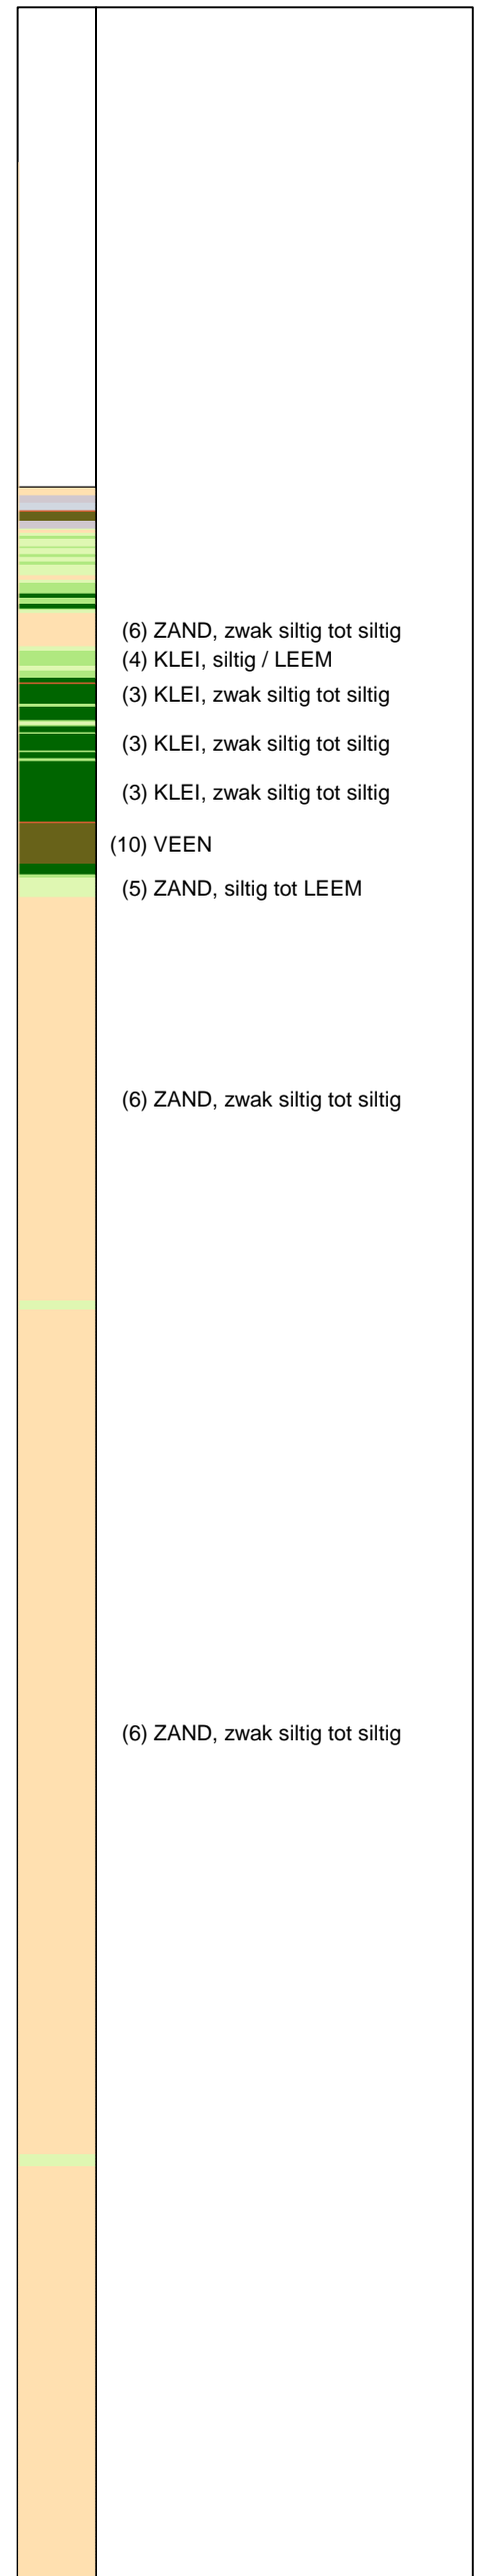 (6) ZAND, zwak siltig tot siltig
(4) KLEI, siltig / LEEM
(3) KLEI, zwak siltig tot siltig
(3) KLEI, zwak siltig tot siltig
(3) KLEI, zwak siltig tot siltig
(10) VEEN
(5) ZAND, siltig tot LEEM
(6) ZAND, zwak siltig tot siltig
(6) ZAND, zwak siltig tot siltig